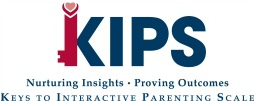 KIPS
Nurturing Insights · Proving Outcomes
KEYS TO INTERACTIVE PARENTING SCALE